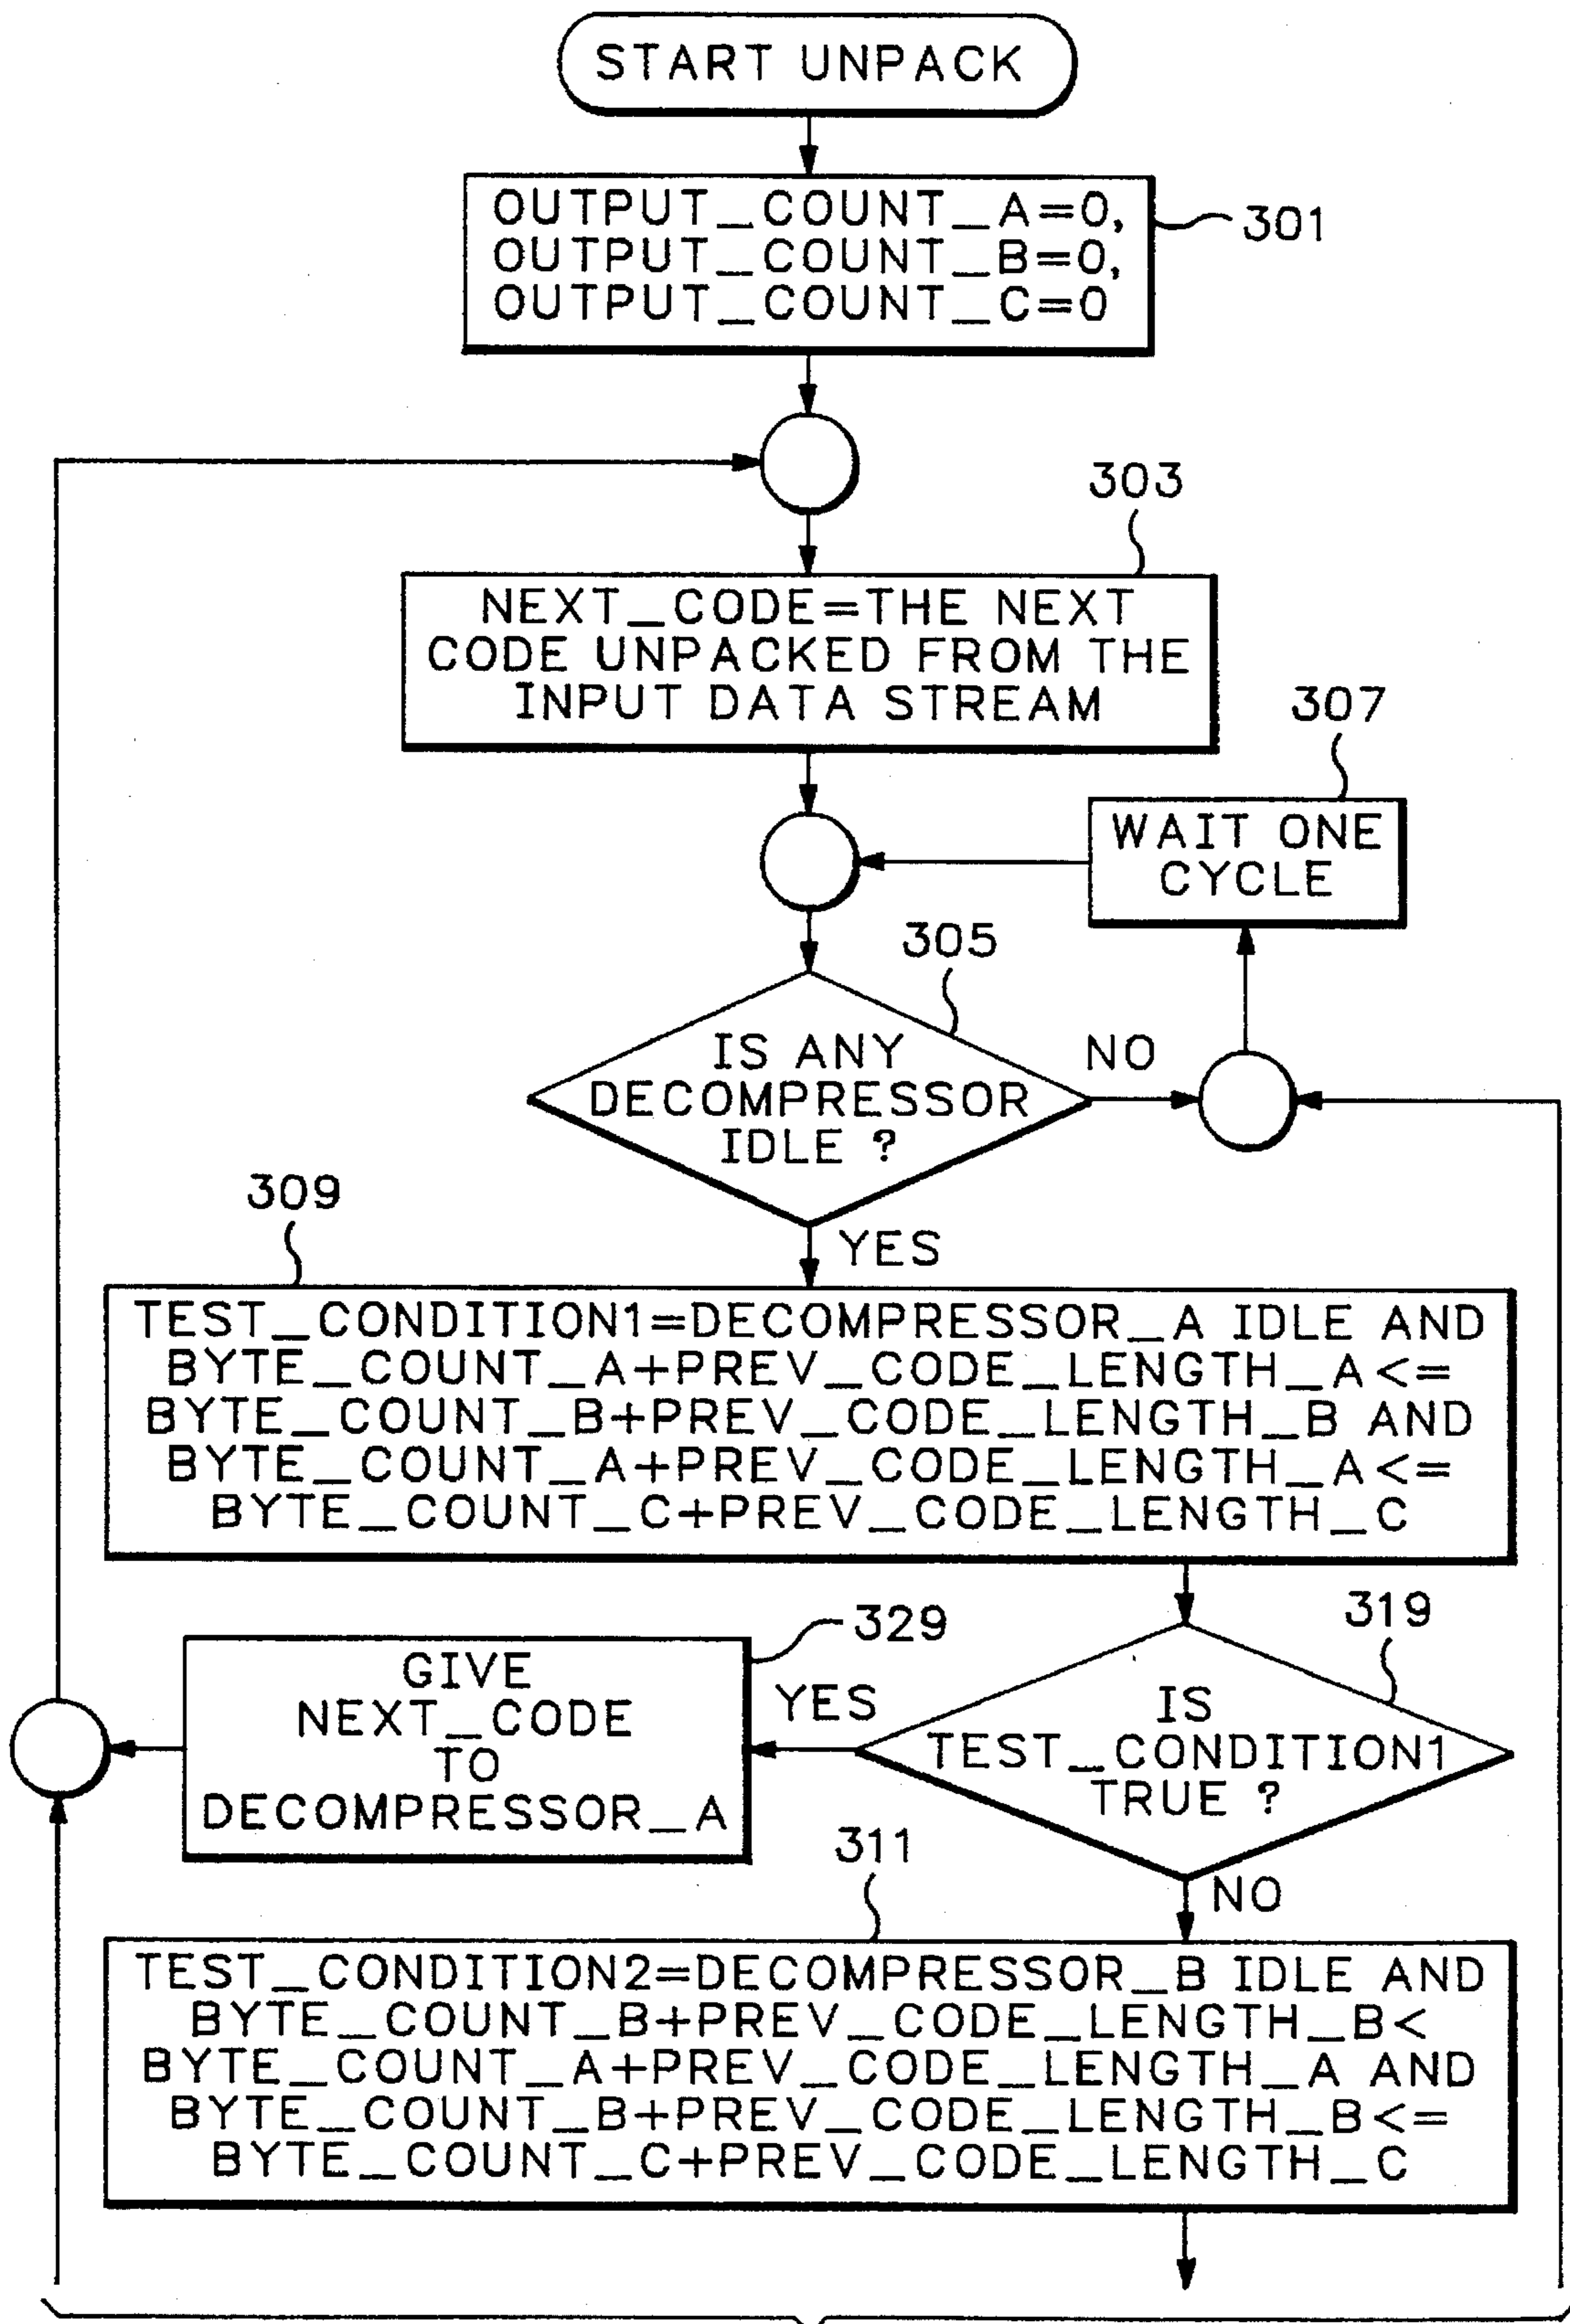 START UNPACK
OUTPUT_COUNT_A=0,
OUTPUT_COUNT_B=0,
OUTPUT_COUNT_C=0
301
303
NEXT_CODE=THE NEXT
CODE UNPACKED FROM THE
INPUT DATA STREAM
307
WAIT ONE
CYCLE
305
IS ANY
DECOMPRESSOR
IDLE ?
NO
YES
309
TEST_CONDITION1=DECOMPRESSOR_A IDLE AND
BYTE_COUNT_A+PREV_CODE_LENGTH_A<=
BYTE_COUNT_B+PREV_CODE_LENGTH_B AND
BYTE_COUNT_A+PREV_CODE_LENGTH_A<=
BYTE_COUNT_C+PREV_CODE_LENGTH_C
319
IS
TEST_CONDITION1
TRUE ?
YES
329
GIVE
NEXT_CODE
TO
DECOMPRESSOR_A
NO
311
TEST_CONDITION2=DECOMPRESSOR_B IDLE AND
BYTE_COUNT_B+PREV_CODE_LENGTH_B<
BYTE_COUNT_A+PREV_CODE_LENGTH_A AND
BYTE_COUNT_B+PREV_CODE_LENGTH_B<=
BYTE_COUNT_C+PREV_CODE_LENGTH_C